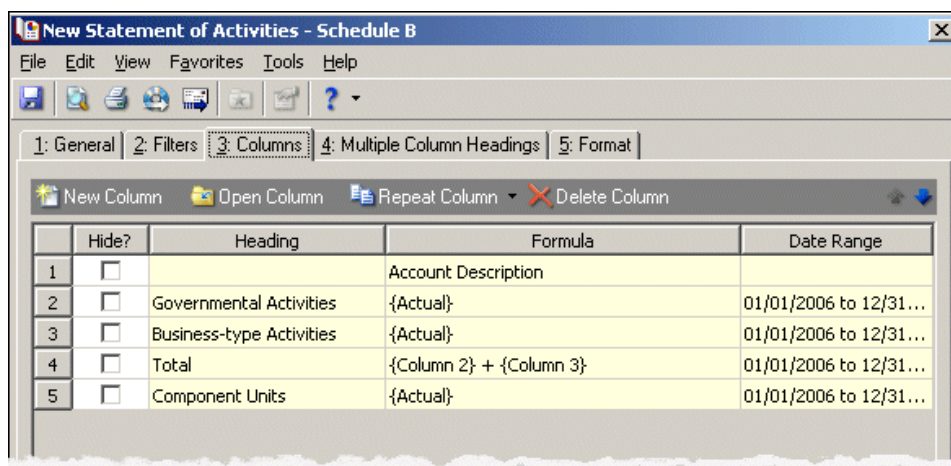 New Statement of Activities - Schedule B
File Edit View Favorites Tools Help
?
1: General 2: Filters 3: Columns 4: Multiple Column Headings 5: Format
New Column Open Column Repeat Column Delete Column
Hide? Heading Formula Date Range
1 Account Description
2 Governmental Activities {Actual} 01/01/2006 to 12/31...
3 Business-type Activities {Actual} 01/01/2006 to 12/31...
4 Total {Column 2} + {Column 3} 01/01/2006 to 12/31...
5 Component Units {Actual} 01/01/2006 to 12/31...